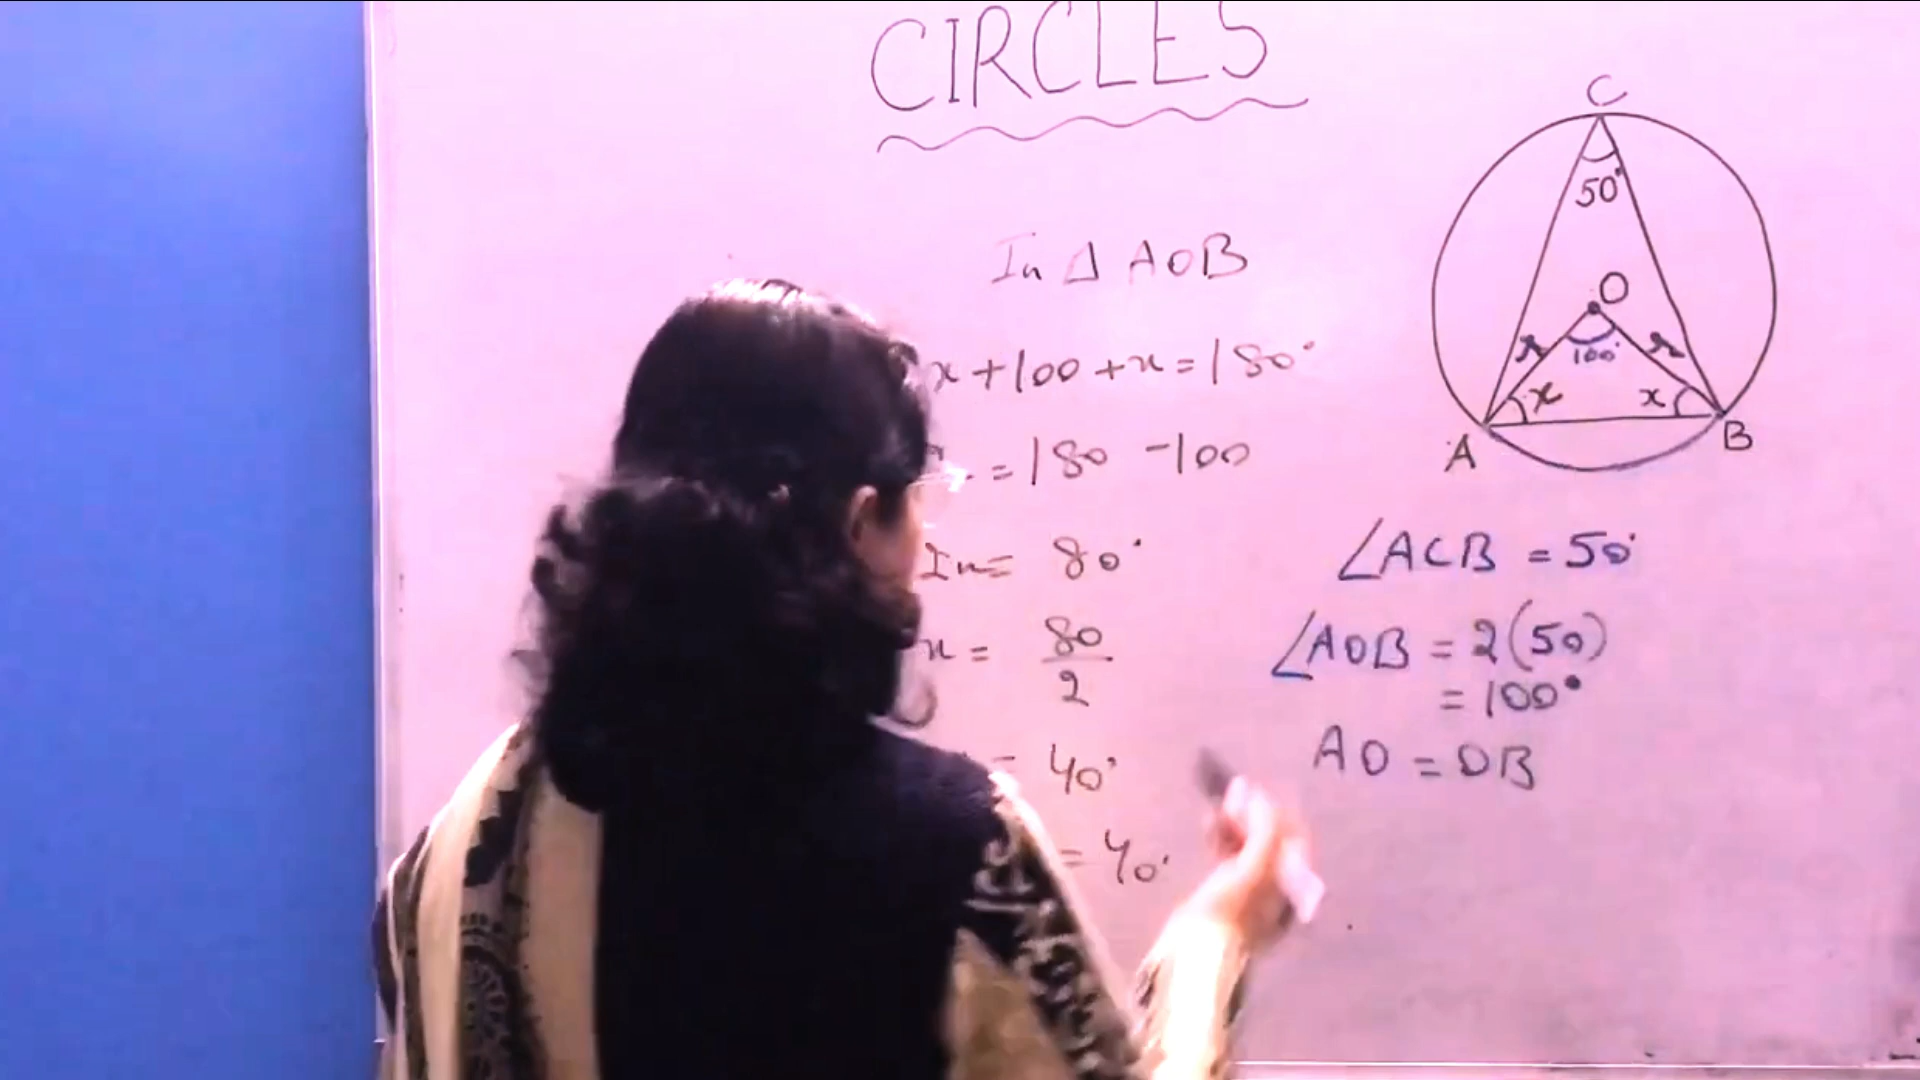 CIRCLES
In Δ AOB
x + 100 + x = 180°
= 180 - 100
2x = 80°
x = 80/2
= 40°
= 40°
C
50°
O
r
r
100°
x
x
A
B
∠ACB = 50°
∠AOB = 2(50)
= 100°
AO = OB